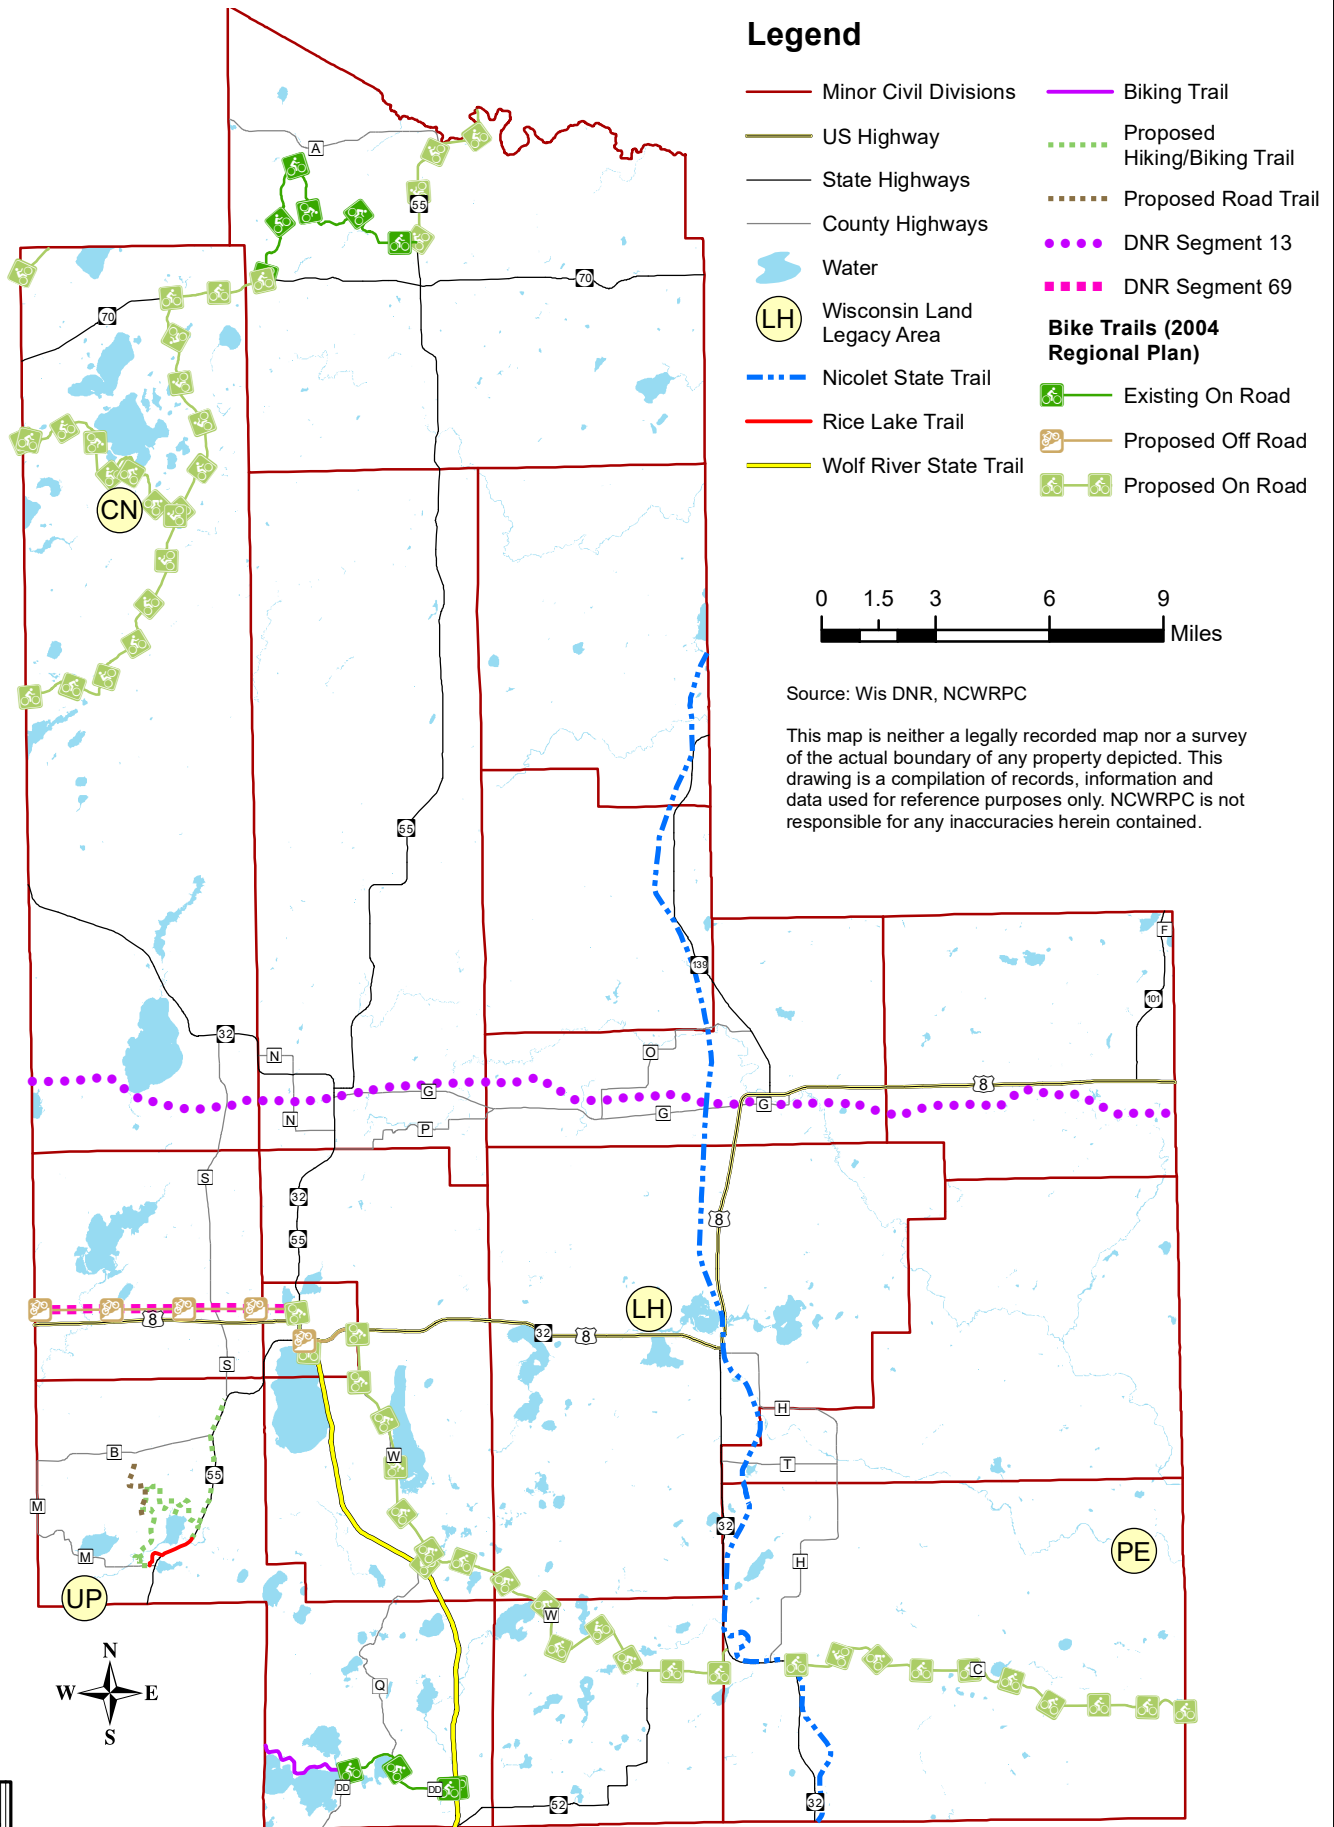 Legend
Minor Civil Divisions
US Highway
State Highways
County Highways
Water
LH
Wisconsin Land
Legacy Area
Nicolet State Trail
Rice Lake Trail
Wolf River State Trail
Biking Trail
Proposed
Hiking/Biking Trail
Proposed Road Trail
DNR Segment 13
DNR Segment 69
Bike Trails (2004
Regional Plan)
Existing On Road
Proposed Off Road
Proposed On Road
0 1.5 3 6 9
Miles
Source: Wis DNR, NCWRPC
This map is neither a legally recorded map nor a survey
of the actual boundary of any property depicted. This
drawing is a compilation of records, information and
data used for reference purposes only. NCWRPC is not
responsible for any inaccuracies herein contained.
A
55
70
70
CN
55
F
139
101
32
N
O
8
G
G
G
N
P
S
32
8
55
LH
8
32
8
S
H
B
W
T
55
M
32
PE
M
H
UP
W
N
W E
S
C
Q
DD
DD
52
32